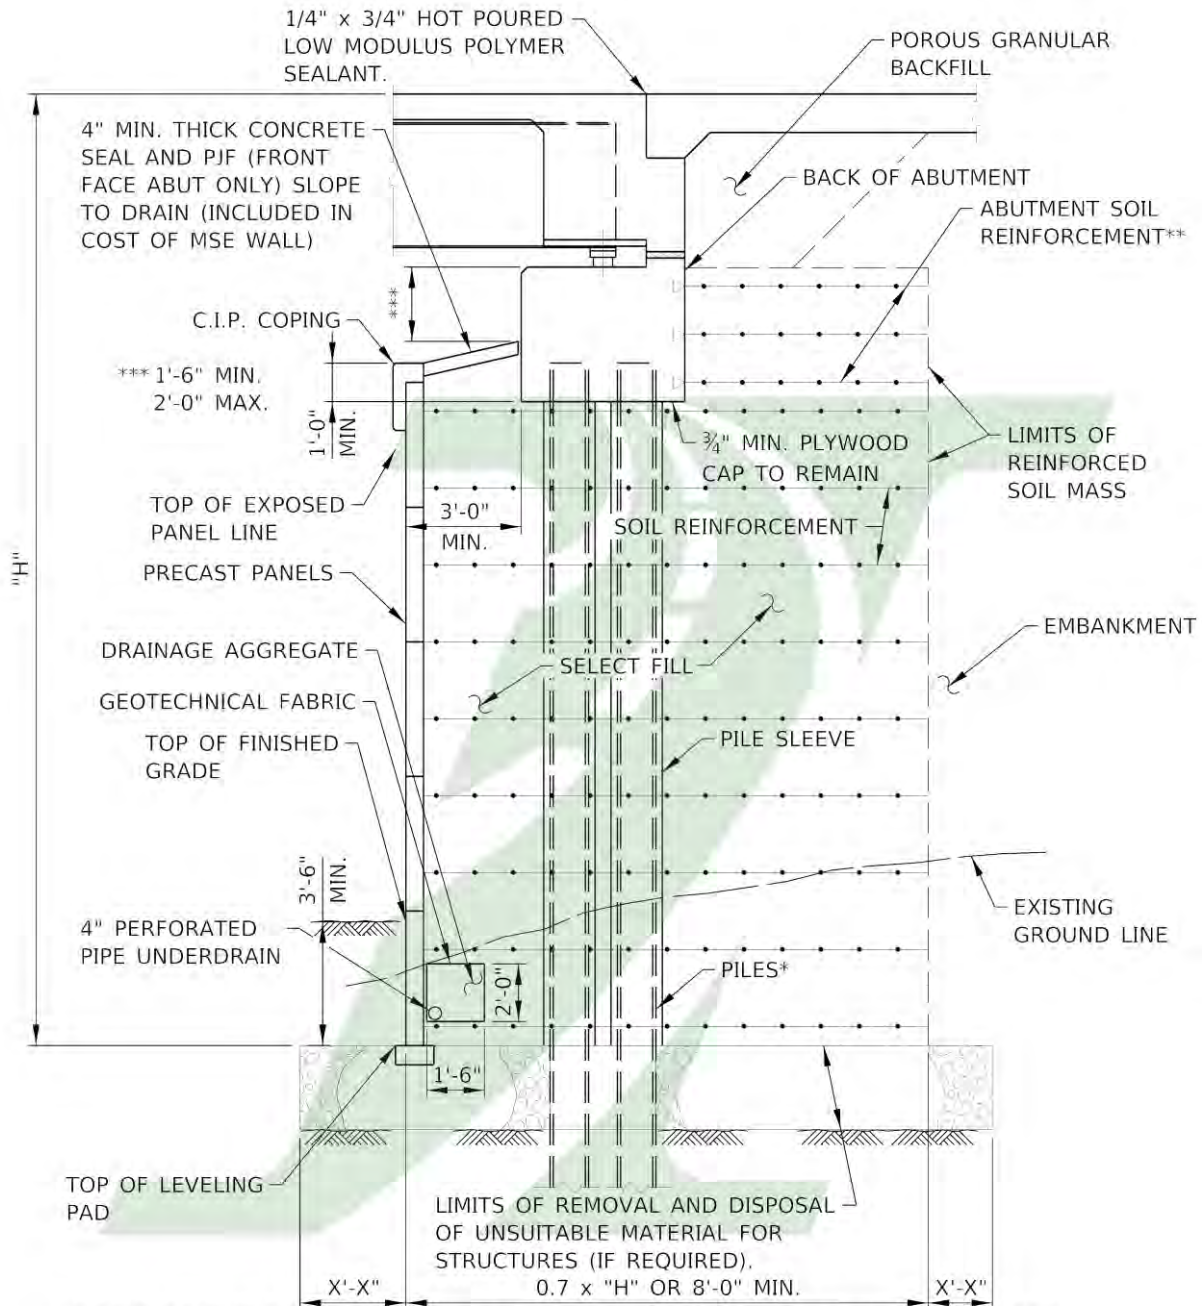 1/4" x 3/4" HOT POURED
LOW MODULUS POLYMER
SEALANT.
POROUS GRANULAR
BACKFILL
4" MIN. THICK CONCRETE
SEAL AND PJF (FRONT
FACE ABUT ONLY) SLOPE
TO DRAIN (INCLUDED IN
COST OF MSE WALL)
BACK OF ABUTMENT
ABUTMENT SOIL
REINFORCEMENT**
***
C.I.P. COPING
*** 1'-6" MIN.
2'-0" MAX.
1'-0"
MIN.
3/4" MIN. PLYWOOD
CAP TO REMAIN
LIMITS OF
REINFORCED
SOIL MASS
TOP OF EXPOSED
PANEL LINE
3'-0"
MIN.
SOIL REINFORCEMENT
"H"
PRECAST PANELS
EMBANKMENT
DRAINAGE AGGREGATE
SELECT FILL
GEOTECHNICAL FABRIC
TOP OF FINISHED
GRADE
PILE SLEEVE
3'-6"
MIN.
4" PERFORATED
PIPE UNDERDRAIN
EXISTING
GROUND LINE
PILES*
2'-0"
1'-6"
TOP OF LEVELING
PAD
LIMITS OF REMOVAL AND DISPOSAL
OF UNSUITABLE MATERIAL FOR
STRUCTURES (IF REQUIRED).
X'-X"
0.7 x "H" OR 8'-0" MIN.
X'-X"